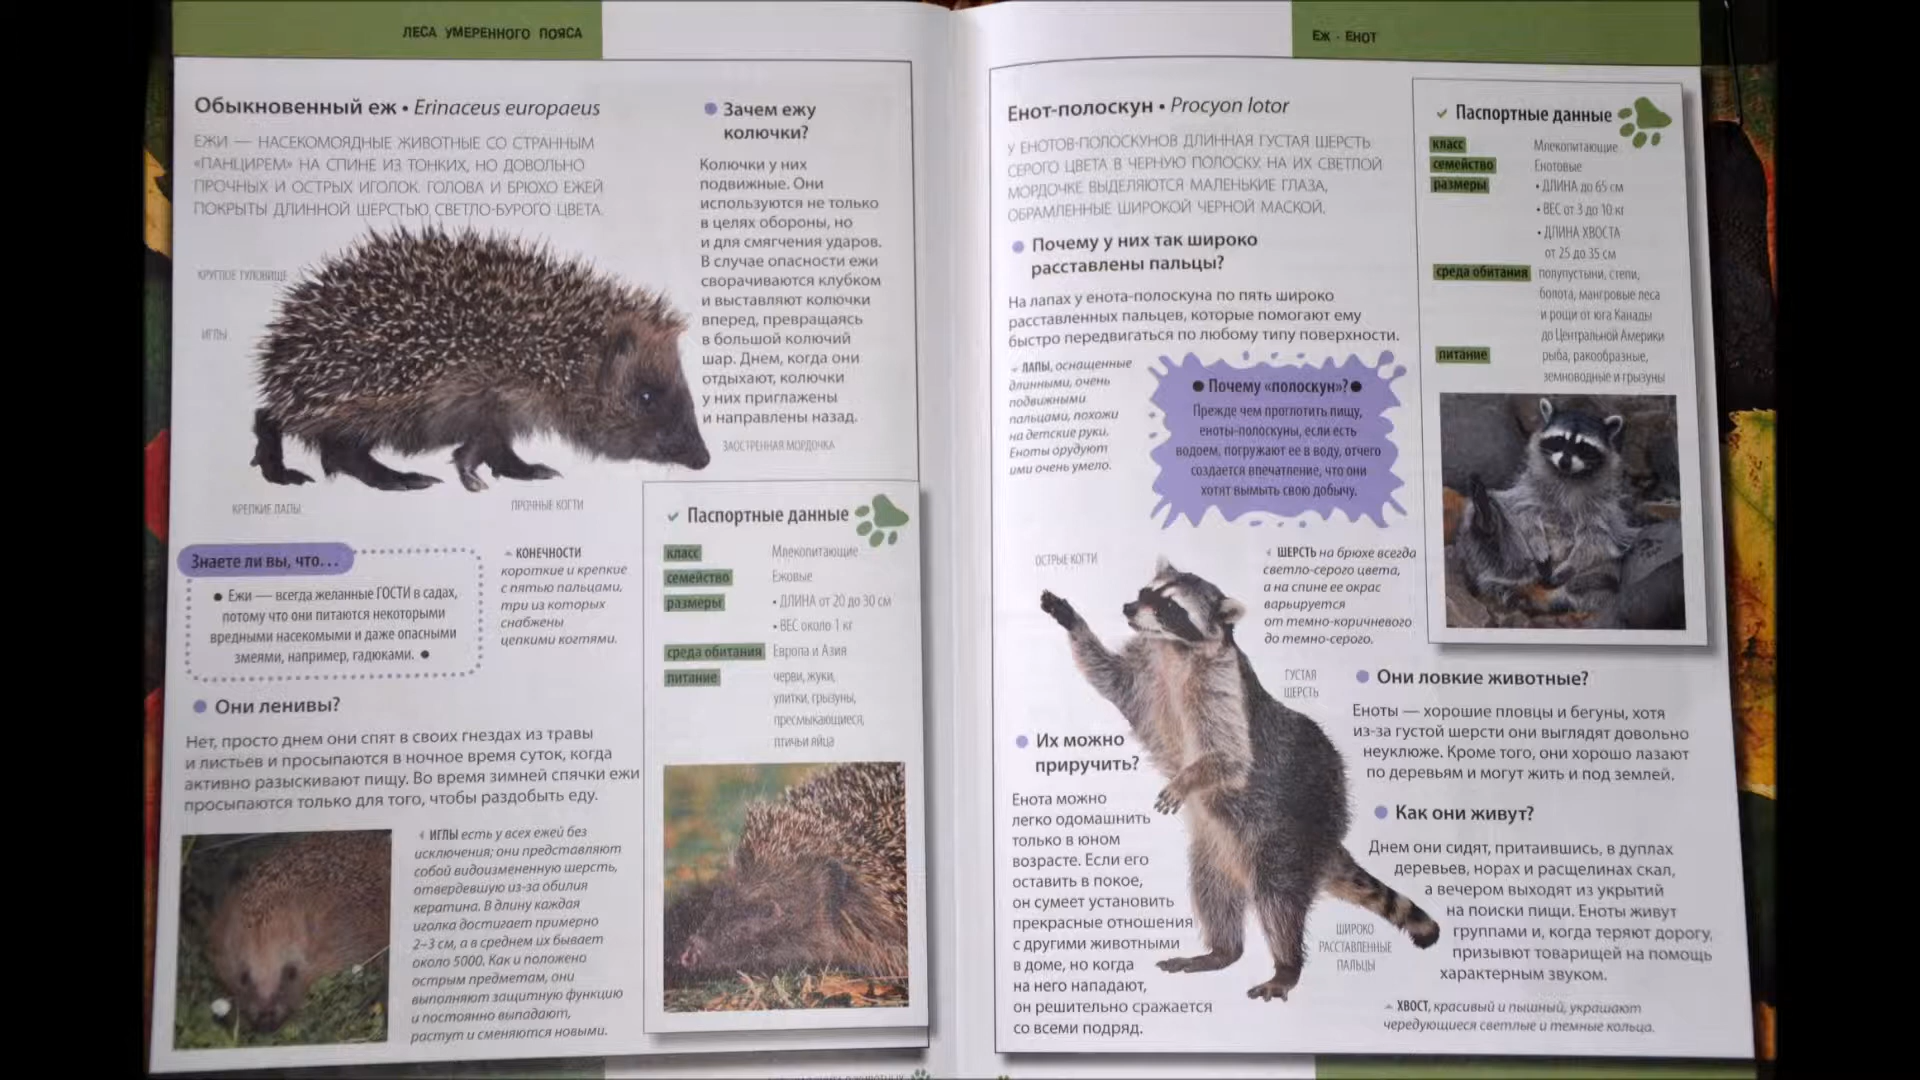 ЛЕСА УМЕРЕННОГО ПОЯСА
Обыкновенный еж • Erinaceus europaeus
ЕЖИ — НАСЕКОМОЯДНЫЕ ЖИВОТНЫЕ СО СТРАННЫМ
«ПАНЦИРЕМ» НА СПИНЕ ИЗ ТОНКИХ, НО ДОВОЛЬНО
ПРОЧНЫХ И ОСТРЫХ ИГОЛОК. ГОЛОВА И БРЮХО ЕЖЕЙ
ПОКРЫТЫ ДЛИННОЙ ШЕРСТЬЮ СВЕТЛО-БУРОГО ЦВЕТА.
КРУГЛОЕ ТУЛОВИЩЕ
ИГЛЫ
КРЕПКИЕ ЛАПЫ
ПРОЧНЫЕ КОГТИ
ЗАОСТРЕННАЯ МОРДОЧКА
• Зачем ежу
колючки?
Колючки у них
подвижные. Они
используются не только
в целях обороны, но
и для смягчения ударов.
В случае опасности ежи
сворачиваются клубком
и выставляют колючки
вперед, превращаясь
в большой колючий
шар. Днем, когда они
отдыхают, колючки
у них приглажены
и направлены назад.
Знаете ли вы, что...
• Ежи — всегда желанные ГОСТИ в садах,
потому что они питаются некоторыми
вредными насекомыми и даже опасными
змеями, например, гадюками. •
КОНЕЧНОСТИ
короткие и крепкие
с пятью пальцами,
три из которых
снабжены
цепкими когтями.
• Они ленивы?
Нет, просто днем они спят в своих гнездах из травы
и листьев и просыпаются в ночное время суток, когда
активно разыскивают пищу. Во время зимней спячки ежи
просыпаются только для того, чтобы раздобыть еду.
ИГЛЫ есть у всех ежей без
исключения; они представляют
собой видоизмененную шерсть,
отвердевшую из-за обилия
кератина. В длину каждая
иголка достигает примерно
2–3 см, а в среднем их бывает
около 5000. Как и положено
острым предметам, они
выполняют защитную функцию
и постоянно выпадают,
растут и сменяются новыми.
✓ Паспортные данные
класс Млекопитающие
семейство Ежовые
размеры • ДЛИНА от 20 до 30 см
• ВЕС около 1 кг
среда обитания Европа и Азия
питание черви, жуки,
улитки, грызуны,
пресмыкающиеся,
птичьи яйца
ЕЖ · ЕНОТ
Енот-полоскун • Procyon lotor
У ЕНОТОВ-ПОЛОСКУНОВ ДЛИННАЯ ГУСТАЯ ШЕРСТЬ
СЕРОГО ЦВЕТА В ЧЕРНУЮ ПОЛОСКУ. НА ИХ СВЕТЛОЙ
МОРДОЧКЕ ВЫДЕЛЯЮТСЯ МАЛЕНЬКИЕ ГЛАЗА,
ОБРАМЛЕННЫЕ ШИРОКОЙ ЧЕРНОЙ МАСКОЙ.
• Почему у них так широко
расставлены пальцы?
На лапах у енота-полоскуна по пять широко
расставленных пальцев, которые помогают ему
быстро передвигаться по любому типу поверхности.
ЛАПЫ, оснащенные
длинными, очень
подвижными
пальцами, похожи
на детские руки.
Еноты орудуют
ими очень умело.
• Почему «полоскун»? •
Прежде чем проглотить пищу,
еноты-полоскуны, если есть
водоем, погружают ее в воду, отчего
создается впечатление, что они
хотят вымыть свою добычу.
✓ Паспортные данные
класс Млекопитающие
семейство Енотовые
размеры • ДЛИНА до 65 см
• ВЕС от 3 до 10 кг
• ДЛИНА ХВОСТА
от 25 до 35 см
среда обитания полупустыни, степи,
болота, мангровые леса
и рощи от юга Канады
до Центральной Америки
питание рыба, ракообразные,
земноводные и грызуны
ОСТРЫЕ КОГТИ
ШЕРСТЬ на брюхе всегда
светло-серого цвета,
а на спине ее окрас
варьируется
от темно-коричневого
до темно-серого.
ГУСТАЯ
ШЕРСТЬ
• Их можно
приручить?
Енота можно
легко одомашнить
только в юном
возрасте. Если его
оставить в покое,
он сумеет установить
прекрасные отношения
с другими животными
в доме, но когда
на него нападают,
он решительно сражается
со всеми подряд.
• Они ловкие животные?
Еноты — хорошие пловцы и бегуны, хотя
из-за густой шерсти они выглядят довольно
неуклюже. Кроме того, они хорошо лазают
по деревьям и могут жить и под землей.
• Как они живут?
Днем они сидят, притаившись, в дуплах
деревьев, норах и расщелинах скал,
а вечером выходят из укрытий
на поиски пищи. Еноты живут
группами и, когда теряют дорогу,
призывют товарищей на помощь
характерным звуком.
ШИРОКО
РАССТАВЛЕННЫЕ
ПАЛЬЦЫ
ХВОСТ, красивый и пышный, украшают
чередующиеся светлые и темные кольца.